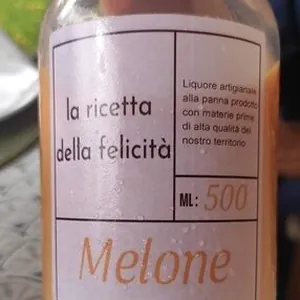 la ricetta
della felicità
Liquore artigianale
alla panna prodotto
con materie prime
di alta qualità del
nostro territorio
ML: 500
Melone